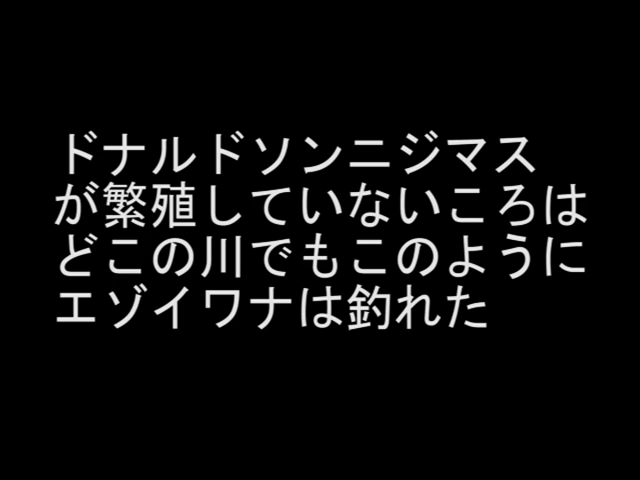 ドナルドソンニジマス
が繁殖していないころは
どこの川でもこのように
エゾイワナは釣れた